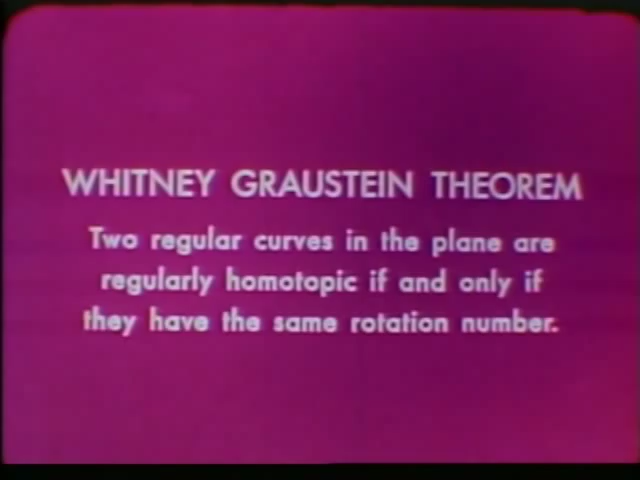 WHITNEY GRAUSTEIN THEOREM
Two regular curves in the plane are
regularly homotopic if and only if
they have the same rotation number.